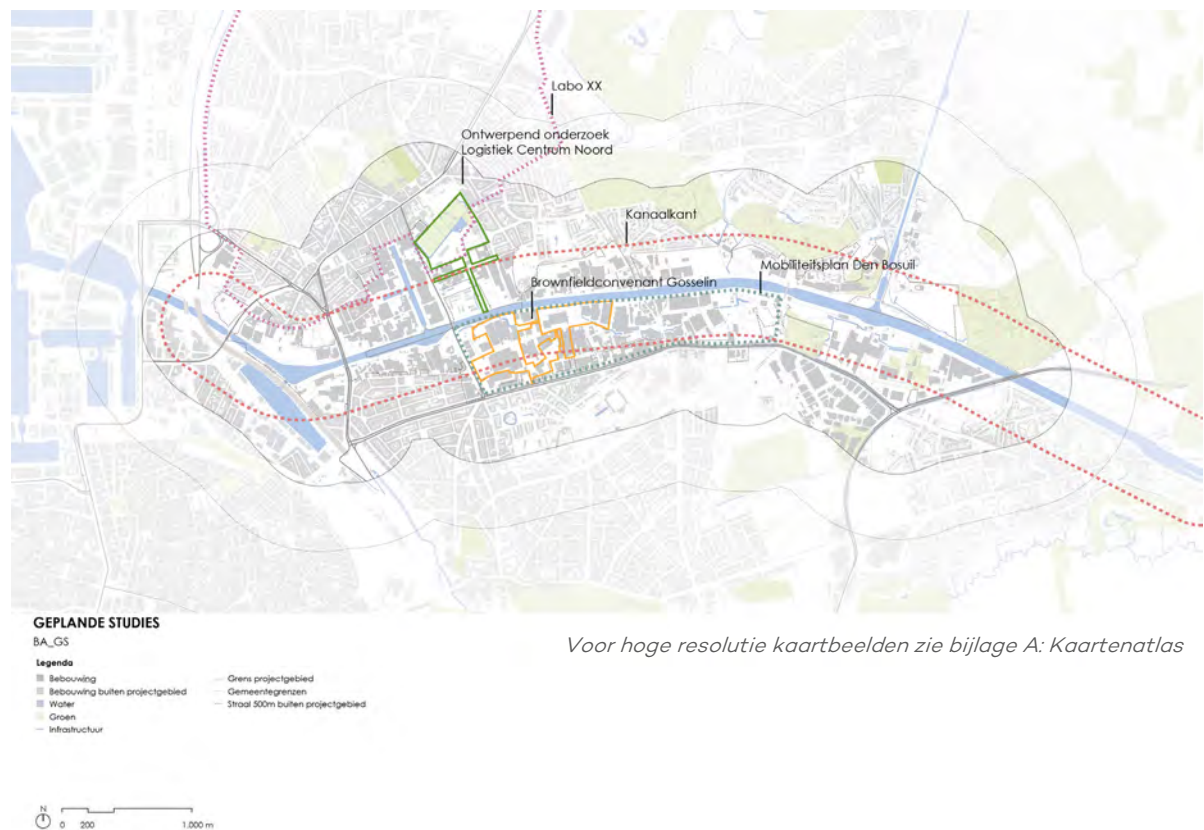 Labo XX
Ontwerpend onderzoek
Logistiek Centrum Noord
Kanaalkant
Mobiliteitsplan Den Bosuil
Brownfieldconvenant Gosselin
GEPLANDE STUDIES
BA_GS
Voor hoge resolutie kaartbeelden zie bijlage A: Kaartenatlas
Legenda
Bebouwing
Bebouwing buiten projectgebied
Water
Groen
Infrastructuur
Grens projectgebied
Gemeentegrenzen
Straal 500m buiten projectgebied
N
0 200 1.000 m